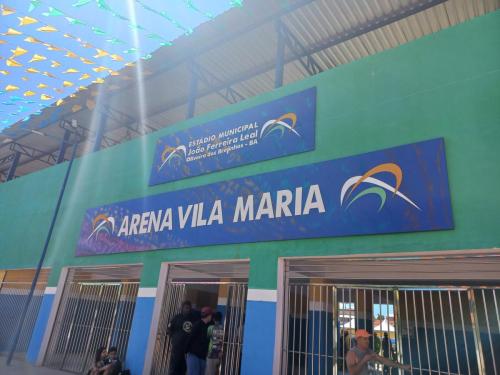 ESTÁDIO MUNICIPAL
João Ferreira Leal
Oliveira dos Brejinhos - BA
ARENA VILA MARIA